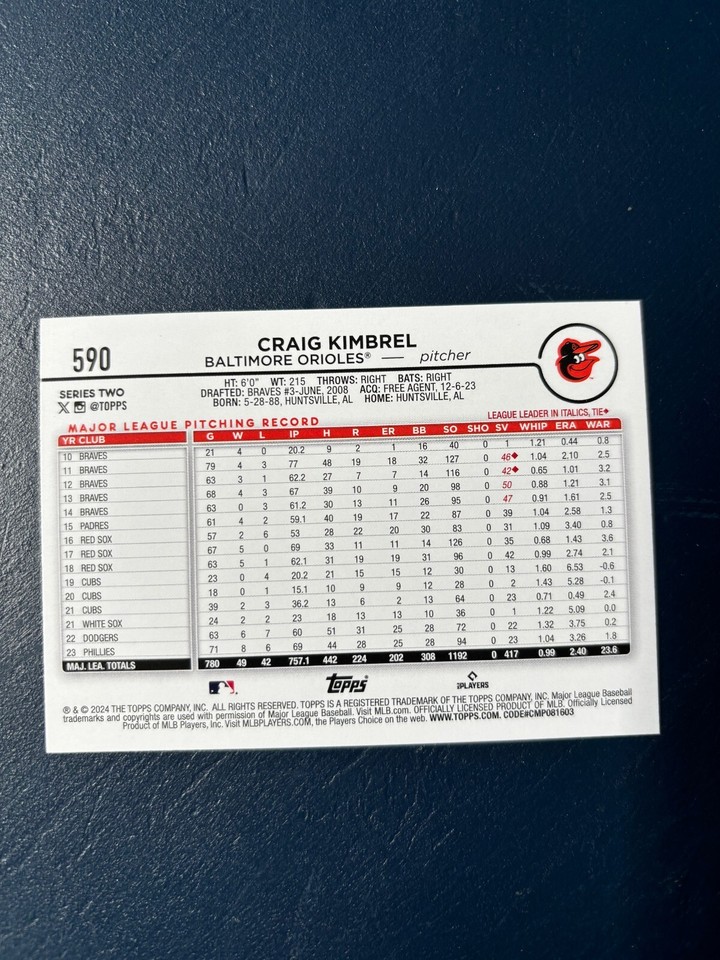 590
CRAIG KIMBREL
BALTIMORE ORIOLES® — pitcher
SERIES TWO
@TOPPS
HT: 6'0" WT: 215 THROWS: RIGHT BATS: RIGHT
DRAFTED: BRAVES #3-JUNE, 2008 ACQ: FREE AGENT, 12-6-23
BORN: 5-28-88, HUNTSVILLE, AL HOME: HUNTSVILLE, AL
MAJOR LEAGUE PITCHING RECORD
LEAGUE LEADER IN ITALICS, TIE◆
YR CLUB G W L IP H R ER BB SO SHO SV WHIP ERA WAR
10 BRAVES 21 4 0 20.2 9 2 1 16 40 0 1 1.21 0.44 0.8
11 BRAVES 79 4 3 77 48 19 18 32 127 0 46◆ 1.04 2.10 2.5
12 BRAVES 63 3 1 62.2 27 7 7 14 116 0 42◆ 0.65 1.01 3.2
13 BRAVES 68 4 3 67 39 10 9 20 98 0 50 0.88 1.21 3.1
14 BRAVES 63 0 3 61.2 30 13 11 26 95 0 47 0.91 1.61 2.5
15 PADRES 61 4 2 59.1 40 19 17 22 87 0 39 1.04 2.58 1.3
16 RED SOX 57 2 6 53 28 22 20 30 83 0 31 1.09 3.40 0.8
17 RED SOX 67 5 0 69 33 11 11 14 126 0 35 0.68 1.43 3.6
18 RED SOX 63 5 1 62.1 31 19 19 31 96 0 42 0.99 2.74 2.1
19 CUBS 23 0 4 20.2 21 15 15 12 30 0 13 1.60 6.53 -0.6
20 CUBS 18 0 1 15.1 10 9 9 12 28 0 2 1.43 5.28 -0.1
21 CUBS 39 2 3 36.2 13 6 2 13 64 0 23 0.71 0.49 2.4
21 WHITE SOX 24 2 2 23 18 13 13 10 36 0 1 1.22 5.09 0.0
22 DODGERS 63 6 7 60 51 31 25 28 72 0 22 1.32 3.75 0.2
23 PHILLIES 71 8 6 69 44 28 25 28 94 0 23 1.04 3.26 1.8
MAJ. LEA. TOTALS 780 49 42 757.1 442 224 202 308 1192 0 417 0.99 2.40 23.6
Topps
PLAYERS
® & © 2024 THE TOPPS COMPANY, INC. ALL RIGHTS RESERVED. TOPPS IS A REGISTERED TRADEMARK OF THE TOPPS COMPANY, INC. Major League Baseball
trademarks and copyrights are used with permission of Major League Baseball. Visit MLB.com. OFFICIALLY LICENSED PRODUCT OF MLB. Officially Licensed
Product of MLB Players, Inc. Visit MLBPLAYERS.COM, the Players Choice on the web. WWW.TOPPS.COM. CODE#CMP081603